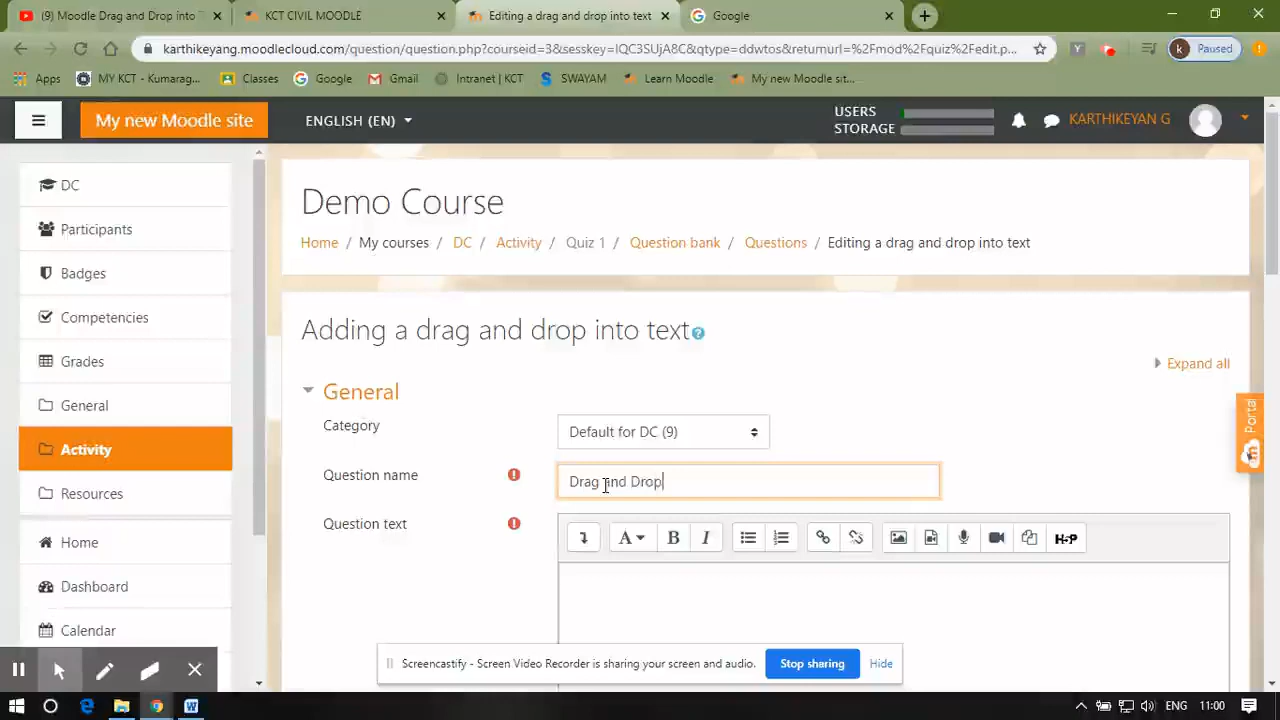 (9) Moodle Drag and Drop into
KCT CIVIL MOODLE
Editing a drag and drop into text
Google
karthikeyang.moodlecloud.com/question/question.php?courseid=3&sesskey=IQC3SUjA8C&qtype=ddwtos&returnurl=%2Fmod%2Fquiz%2Fedit.p...
Y
k Paused
Apps
MY KCT - Kumarag...
Classes
Google
Gmail
Intranet | KCT
SWAYAM
Learn Moodle
My new Moodle sit...
My new Moodle site
ENGLISH (EN)
USERS
STORAGE
KARTHIKEYAN G
DC
Participants
Badges
Competencies
Grades
General
Activity
Resources
Home
Dashboard
Calendar
Demo Course
Home / My courses / DC / Activity / Quiz 1 / Question bank / Questions / Editing a drag and drop into text
Adding a drag and drop into text
Expand all
General
Category
Default for DC (9)
Question name
Drag and Drop
Question text
A B I
H-P
Portal
Screencastify - Screen Video Recorder is sharing your screen and audio.
Stop sharing
Hide
ENG 11:00